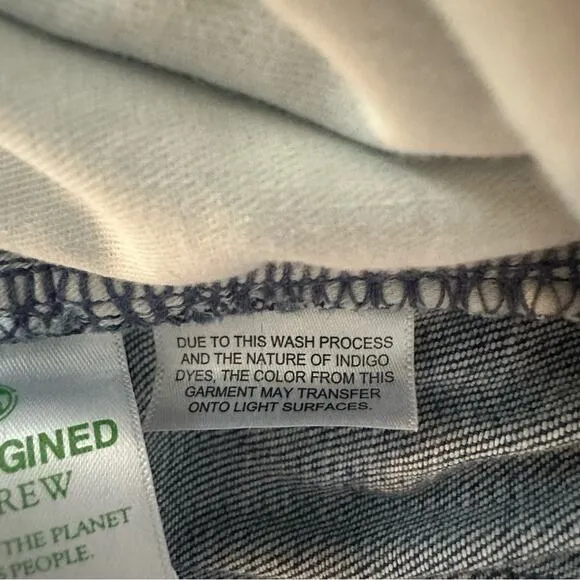 DUE TO THIS WASH PROCESS
AND THE NATURE OF INDIGO
DYES, THE COLOR FROM THIS
GARMENT MAY TRANSFER
ONTO LIGHT SURFACES.
GINED
REW
THE PLANET
PEOPLE.